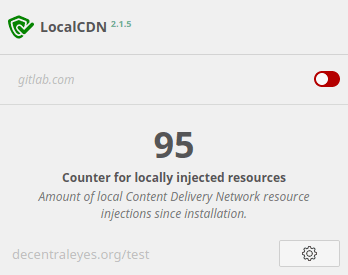 LocalCDN 2.1.5
gitlab.com
95
Counter for locally injected resources
Amount of local Content Delivery Network resource
injections since installation.
decentraleyes.org/test